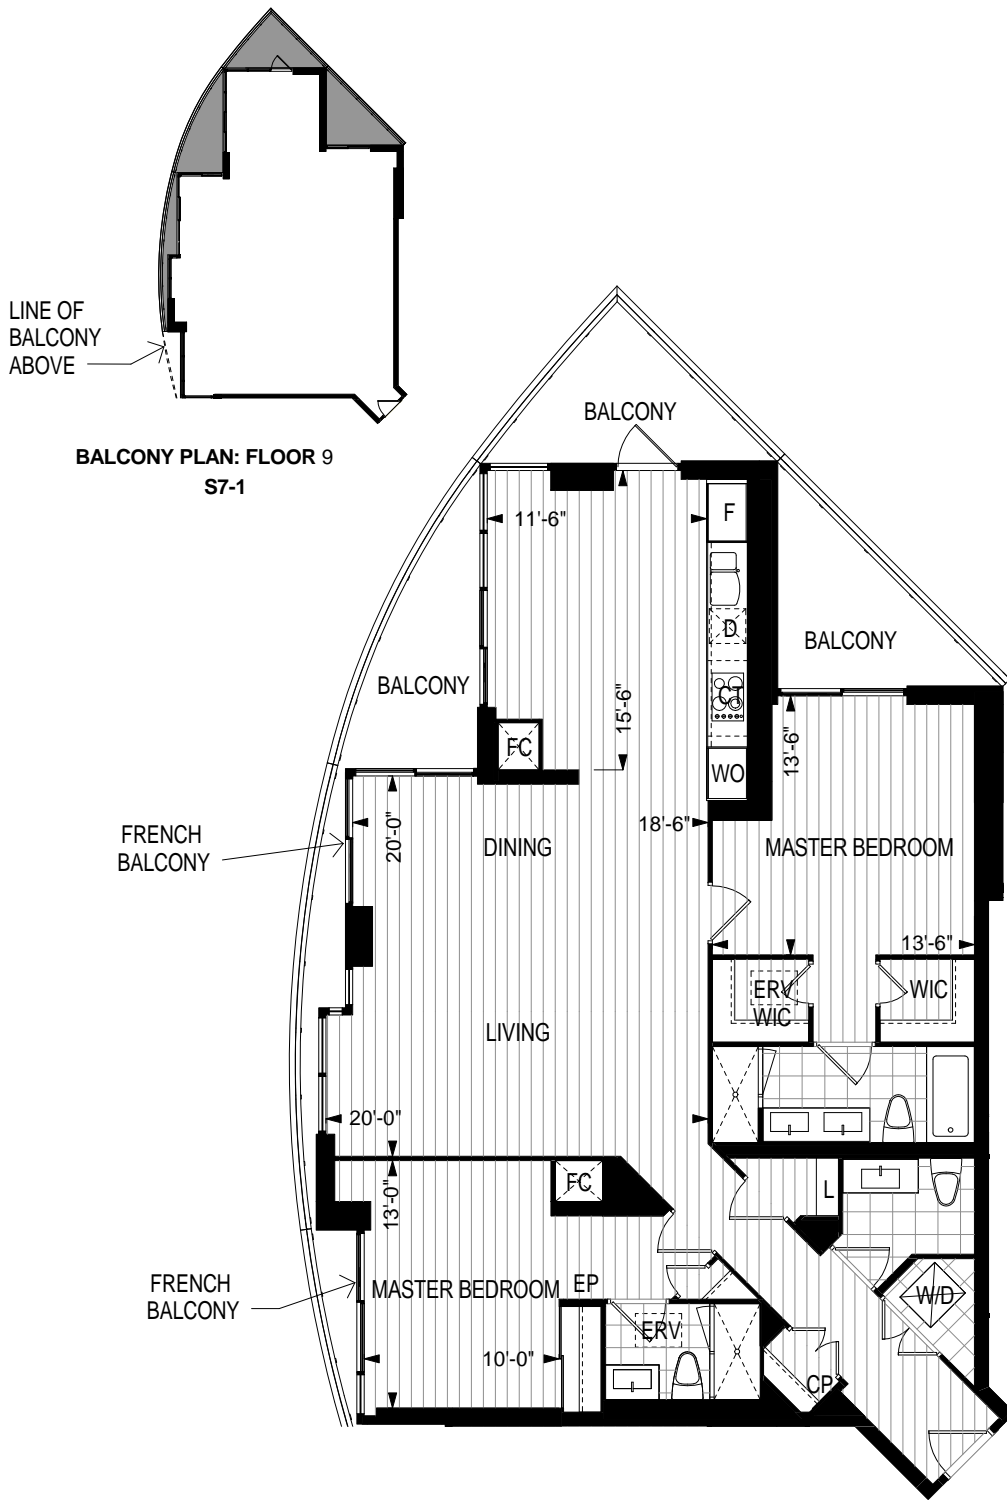 LINE OF
BALCONY
ABOVE
BALCONY PLAN: FLOOR 9
S7-1
BALCONY
F
11'-6"
D
BALCONY
BALCONY
CT
15'-6"
13'-6"
FC
WO
FRENCH
BALCONY
20'-0"
18'-6"
DINING
MASTER BEDROOM
13'-6"
ERV
WIC
WIC
LIVING
20'-0"
FC
13'-0"
L
FRENCH
BALCONY
MASTER BEDROOM
EP
W/D
ERV
10'-0"
CP